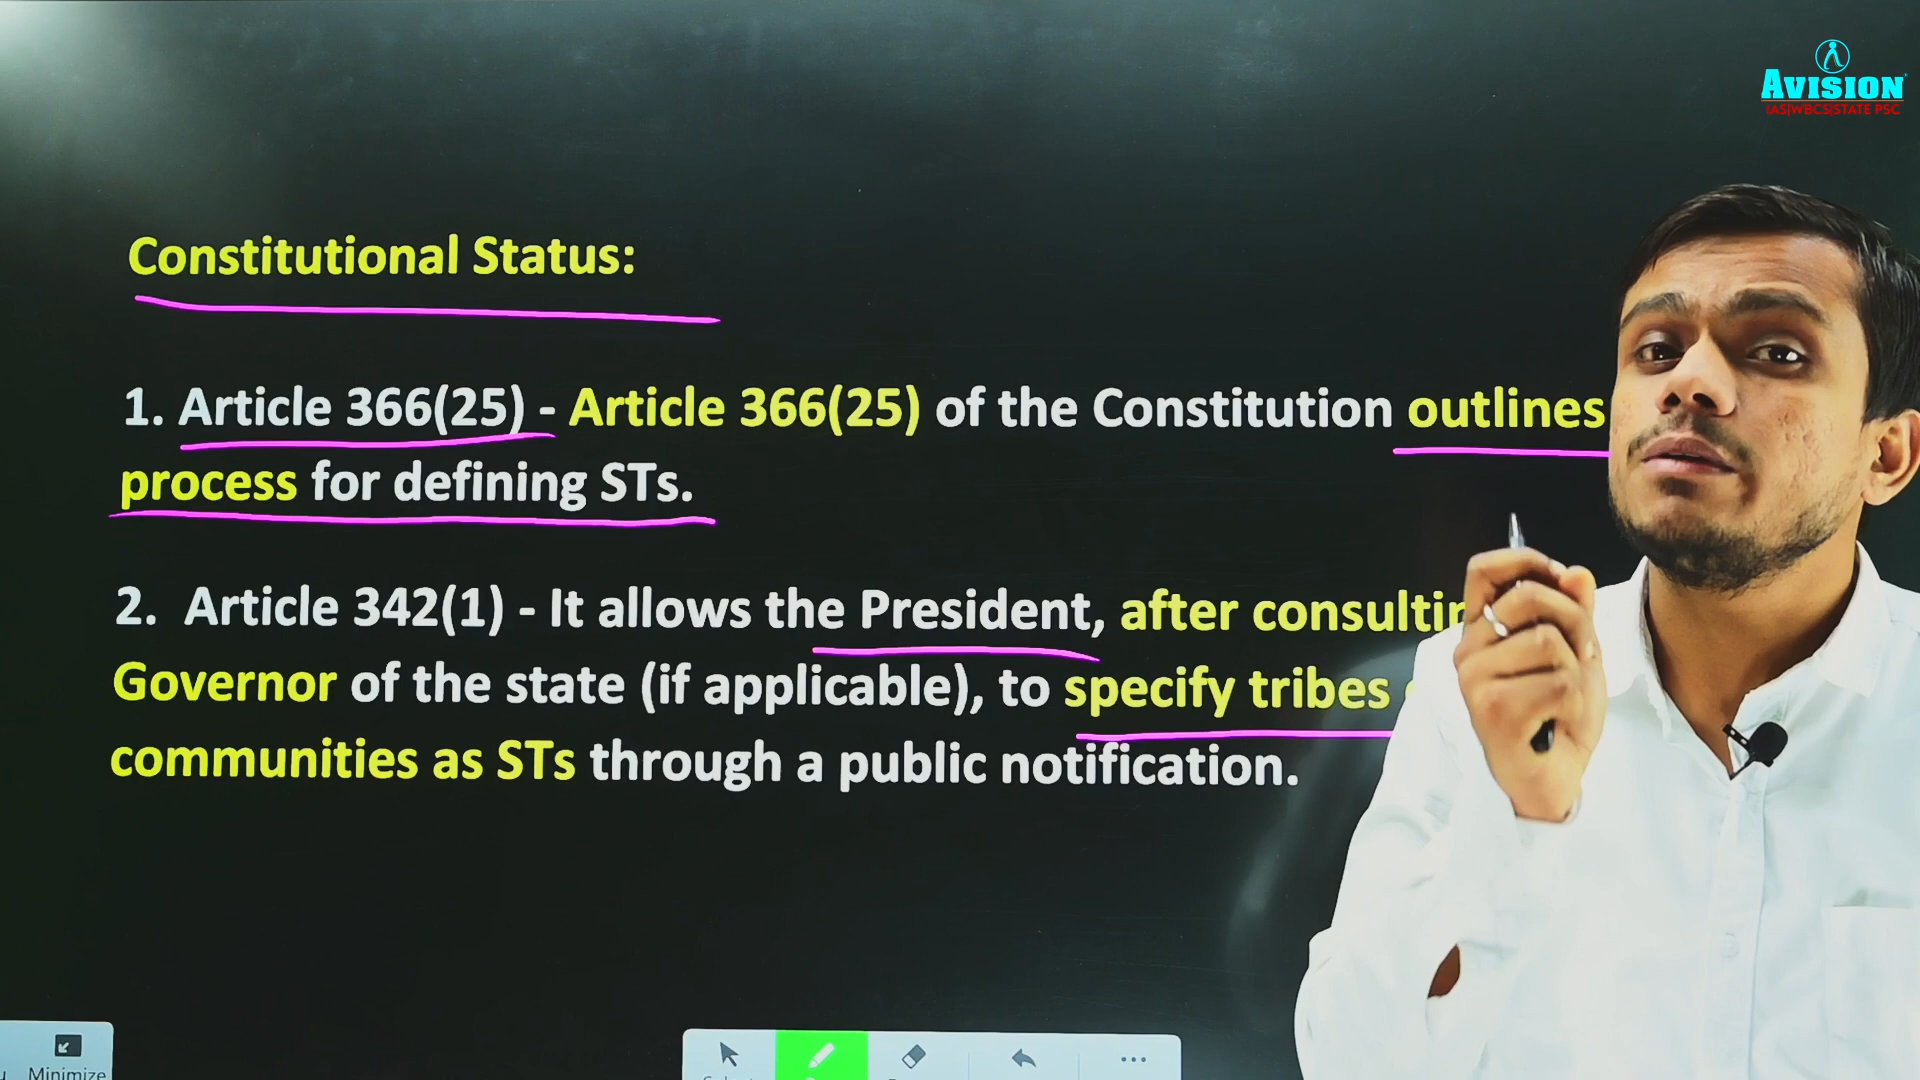 AVISION
IAS|WBCS|STATE PSC
Constitutional Status:
1. Article 366(25) - Article 366(25) of the Constitution outlines
process for defining STs.
2. Article 342(1) - It allows the President, after
Governor of the state (if applicable), to specify tribes
communities as STs through a public notification.
Minimize